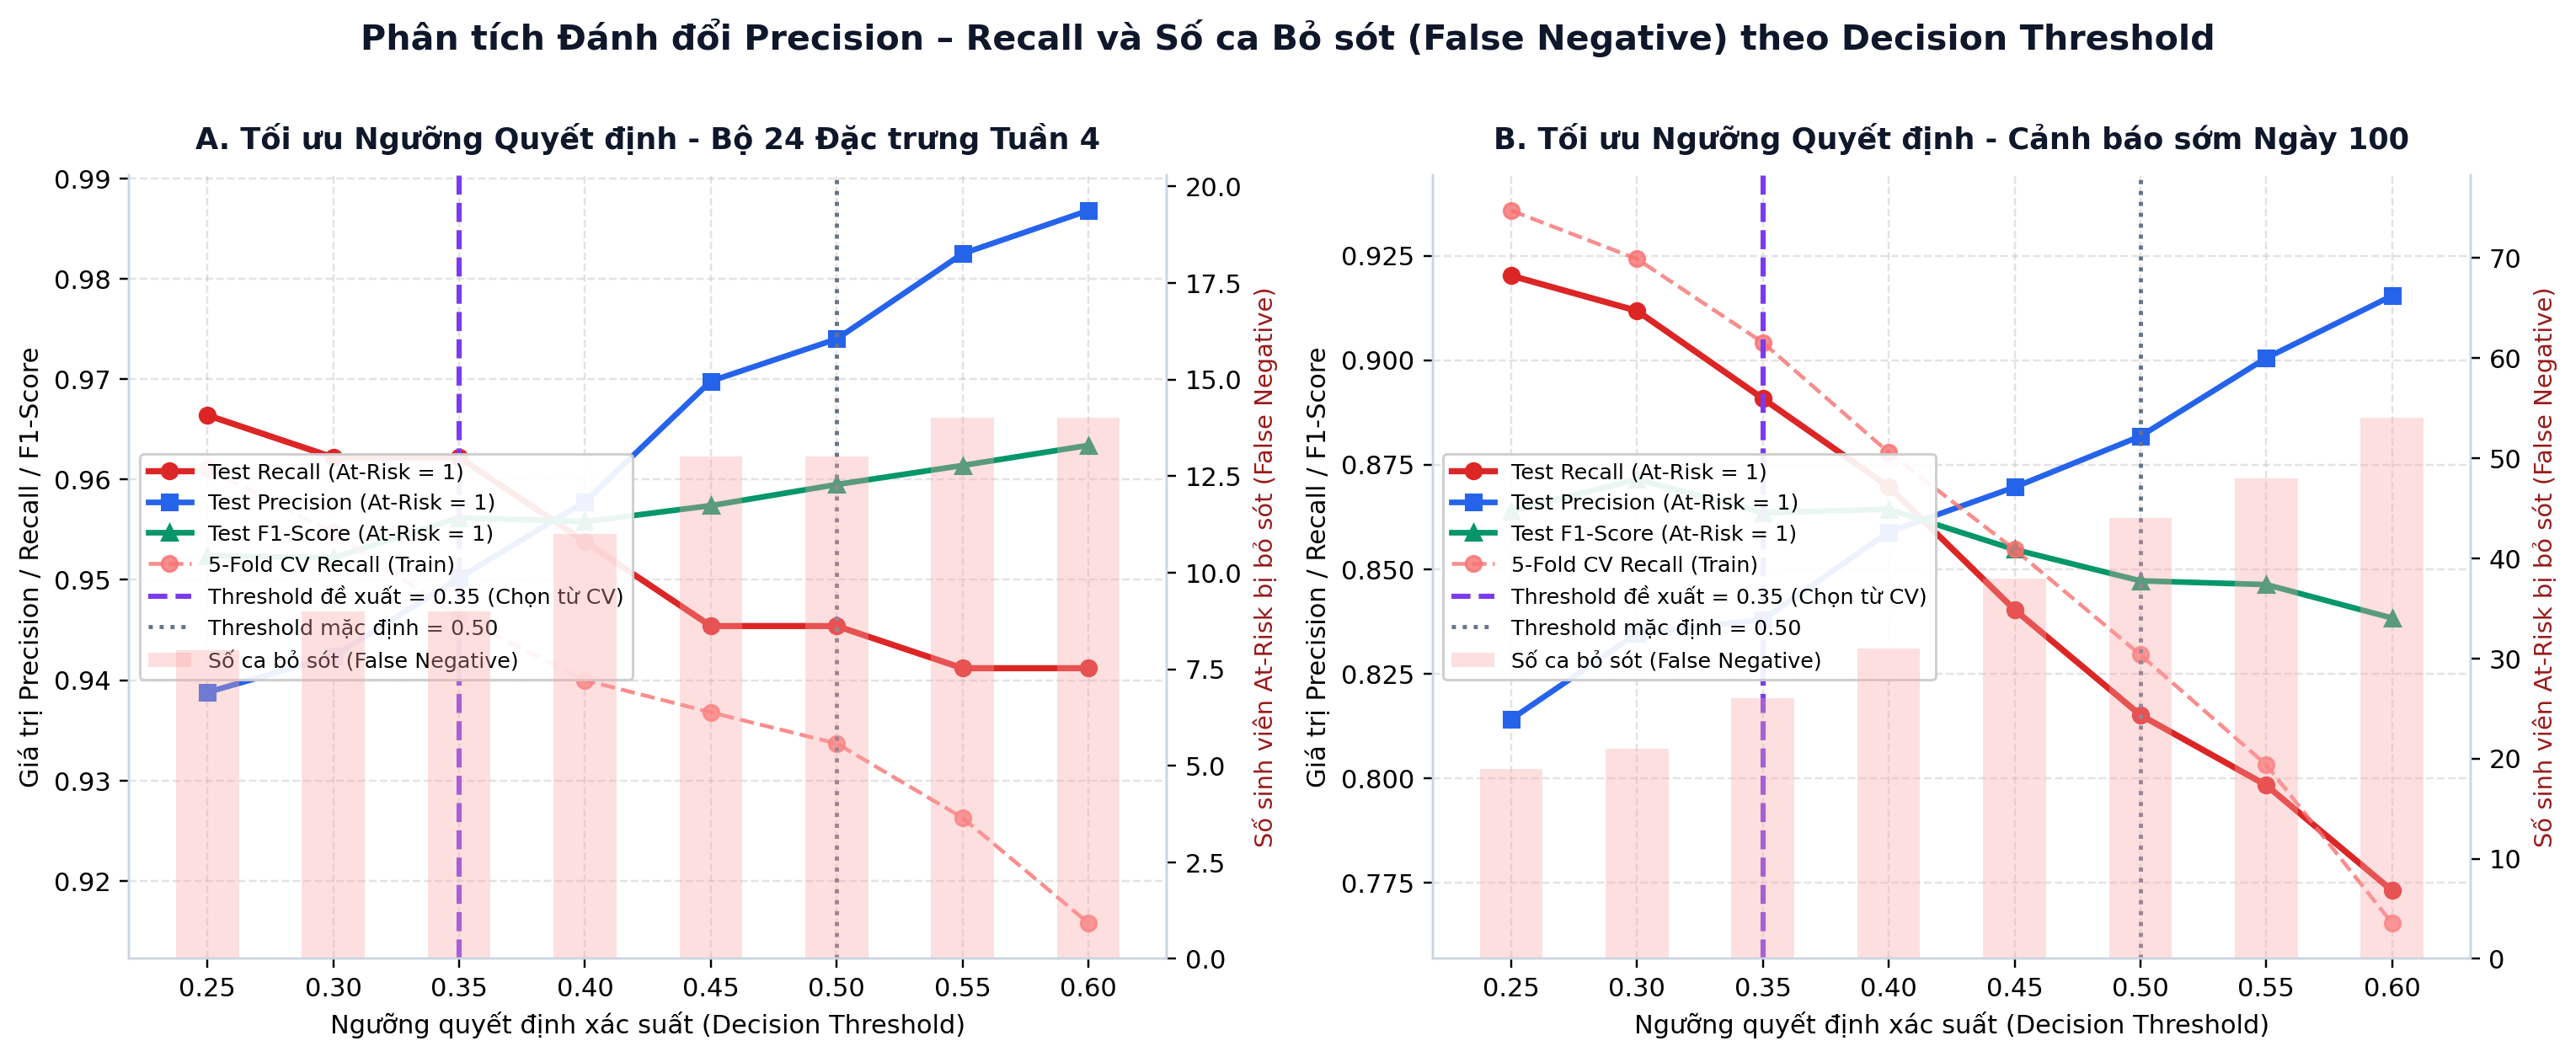 Phân tích Đánh đổi Precision – Recall và Số ca Bỏ sót (False Negative) theo Decision Threshold
A. Tối ưu Ngưỡng Quyết định - Bộ 24 Đặc trưng Tuần 4
Giá trị Precision / Recall / F1-Score
0.99
0.98
0.97
0.96
0.95
0.94
0.93
0.92
20.0
17.5
15.0
12.5
10.0
7.5
5.0
2.5
0.0
Số sinh viên At-Risk bị bỏ sót (False Negative)
Test Recall (At-Risk = 1)
Test Precision (At-Risk = 1)
Test F1-Score (At-Risk = 1)
5-Fold CV Recall (Train)
Threshold đề xuất = 0.35 (Chọn từ CV)
Threshold mặc định = 0.50
Số ca bỏ sót (False Negative)
0.25 0.30 0.35 0.40 0.45 0.50 0.55 0.60
Ngưỡng quyết định xác suất (Decision Threshold)
B. Tối ưu Ngưỡng Quyết định - Cảnh báo sớm Ngày 100
Giá trị Precision / Recall / F1-Score
0.925
0.900
0.875
0.850
0.825
0.800
0.775
70
60
50
40
30
20
10
0
Số sinh viên At-Risk bị bỏ sót (False Negative)
Test Recall (At-Risk = 1)
Test Precision (At-Risk = 1)
Test F1-Score (At-Risk = 1)
5-Fold CV Recall (Train)
Threshold đề xuất = 0.35 (Chọn từ CV)
Threshold mặc định = 0.50
Số ca bỏ sót (False Negative)
0.25 0.30 0.35 0.40 0.45 0.50 0.55 0.60
Ngưỡng quyết định xác suất (Decision Threshold)